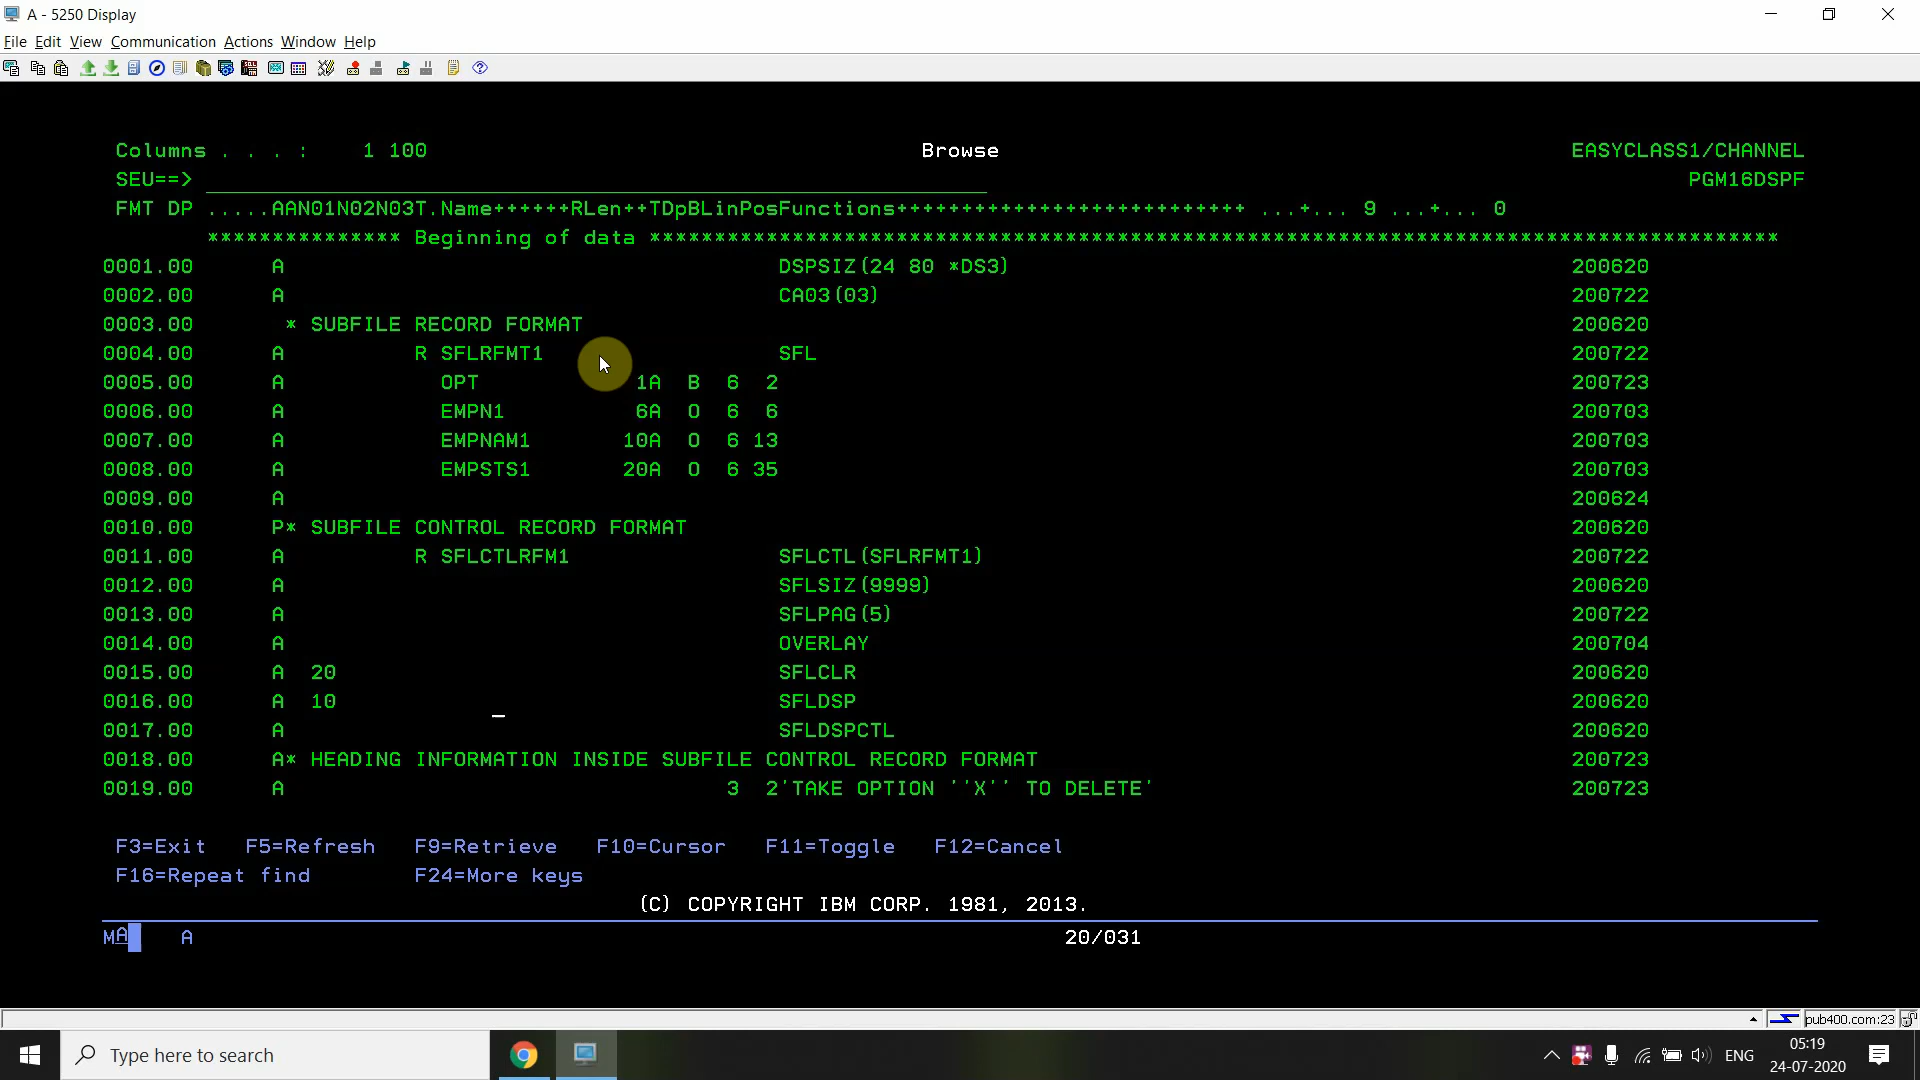 A - 5250 Display
File Edit View Communication Actions Window Help
Columns . . . :    1 100    Browse    EASYCLASS1/CHANNEL
SEU==>    PGM16DSPF
FMT DP .....AAN01N02N03T.Name++++++RLen++TDpBLinPosFunctions+++++++++++++++++++++++++++ ...+... 9 ...+... 0
*************** Beginning of data ***************************************************************************************
0001.00      A                                      DSPSIZ(24 80 *DS3)    200620
0002.00      A                                      CA03(03)    200722
0003.00       * SUBFILE RECORD FORMAT    200620
0004.00      A          R SFLRFMT1                  SFL    200722
0005.00      A            OPT            1A  B  6  2    200723
0006.00      A            EMPN1          6A  O  6  6    200703
0007.00      A            EMPNAM1       10A  O  6 13    200703
0008.00      A            EMPSTS1       20A  O  6 35    200703
0009.00      A    200624
0010.00      P* SUBFILE CONTROL RECORD FORMAT    200620
0011.00      A          R SFLCTLRFM1                SFLCTL(SFLRFMT1)    200722
0012.00      A                                      SFLSIZ(9999)    200620
0013.00      A                                      SFLPAG(5)    200722
0014.00      A                                      OVERLAY    200704
0015.00      A  20                                  SFLCLR    200620
0016.00      A  10                                  SFLDSP    200620
0017.00      A                                      SFLDSPCTL    200620
0018.00      A* HEADING INFORMATION INSIDE SUBFILE CONTROL RECORD FORMAT    200723
0019.00      A                                  3  2'TAKE OPTION ''X'' TO DELETE'    200723
F3=Exit   F5=Refresh   F9=Retrieve   F10=Cursor   F11=Toggle   F12=Cancel
F16=Repeat find        F24=More keys
(C) COPYRIGHT IBM CORP. 1981, 2013.
MA    A    20/031
pub400.com:23
Type here to search
ENG
05:19
24-07-2020